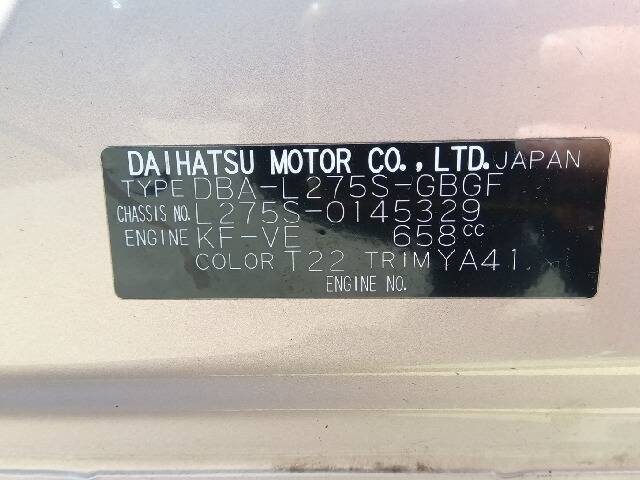 DAIHATSU MOTOR CO., LTD. JAPAN
TYPE DBA-L275S-GBGF
CHASSIS NO. L275S-0145329
ENGINE KF-VE 658cc
COLOR T22 TRIM YA41
ENGINE NO.